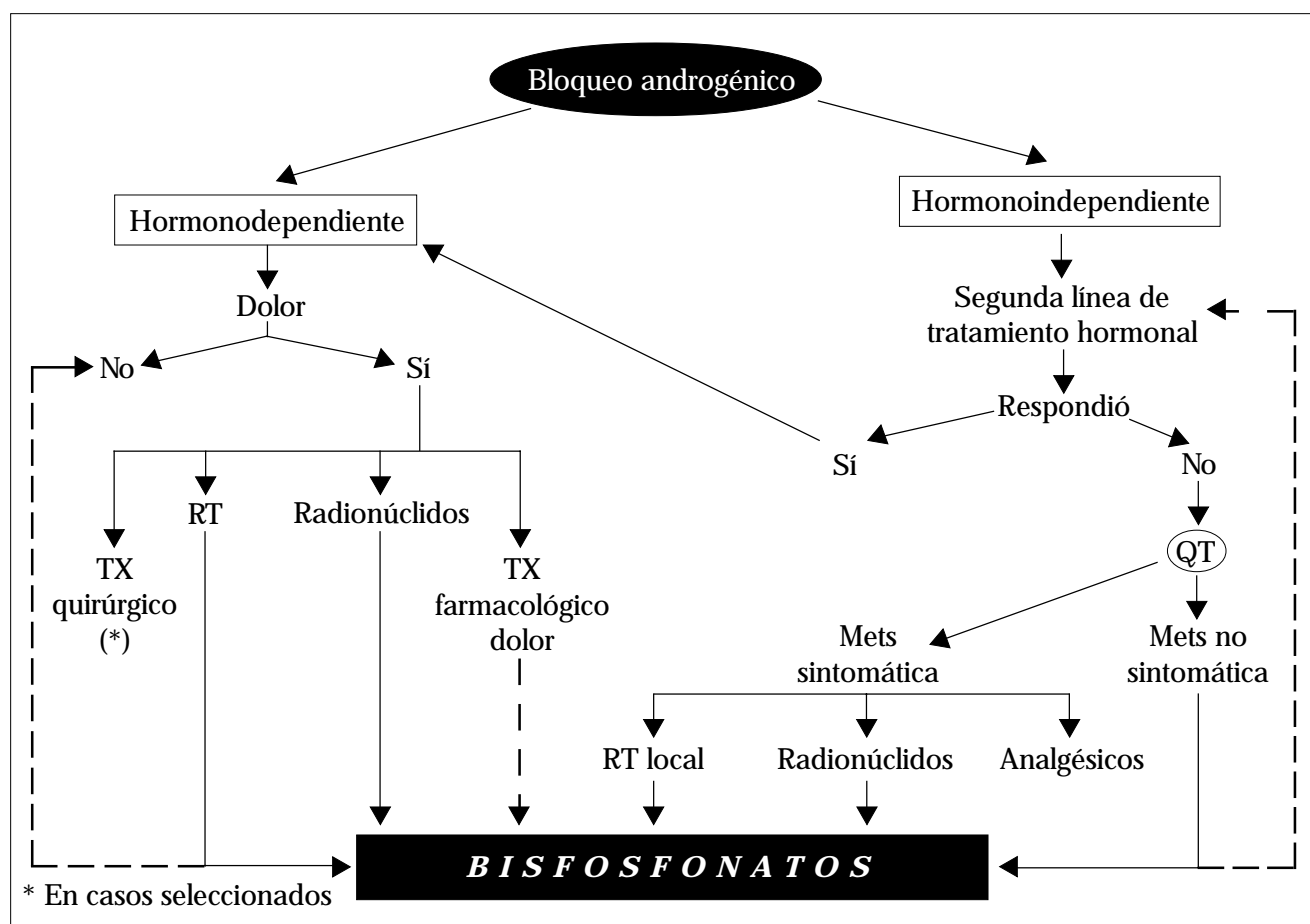 Bloqueo androgénico
Hormonodependiente
Hormonoindependiente
Dolor
Segunda línea de
tratamiento hormonal
No
Sí
Respondió
Sí
No
RT
Radionúclidos
TX
quirúrgico
(*)
TX
farmacológico
dolor
QT
Mets
sintomática
Mets no
sintomática
RT local
Radionúclidos
Analgésicos
BISFOSFONATOS
* En casos seleccionados